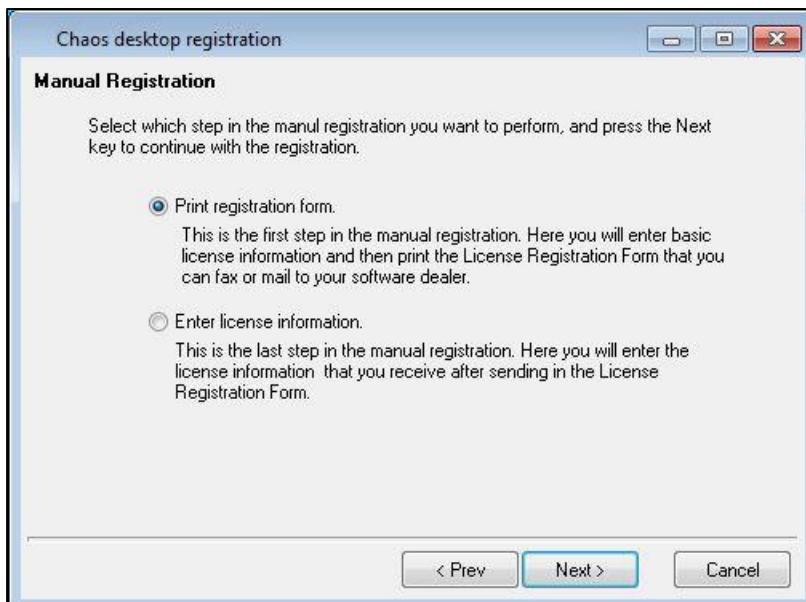 Chaos desktop registration
Manual Registration
Select which step in the manul registration you want to perform, and press the Next
key to continue with the registration.
Print registration form.
This is the first step in the manual registration. Here you will enter basic
license information and then print the License Registration Form that you
can fax or mail to your software dealer.
Enter license information.
This is the last step in the manual registration. Here you will enter the
license information that you receive after sending in the License
Registration Form.
< Prev Next > Cancel